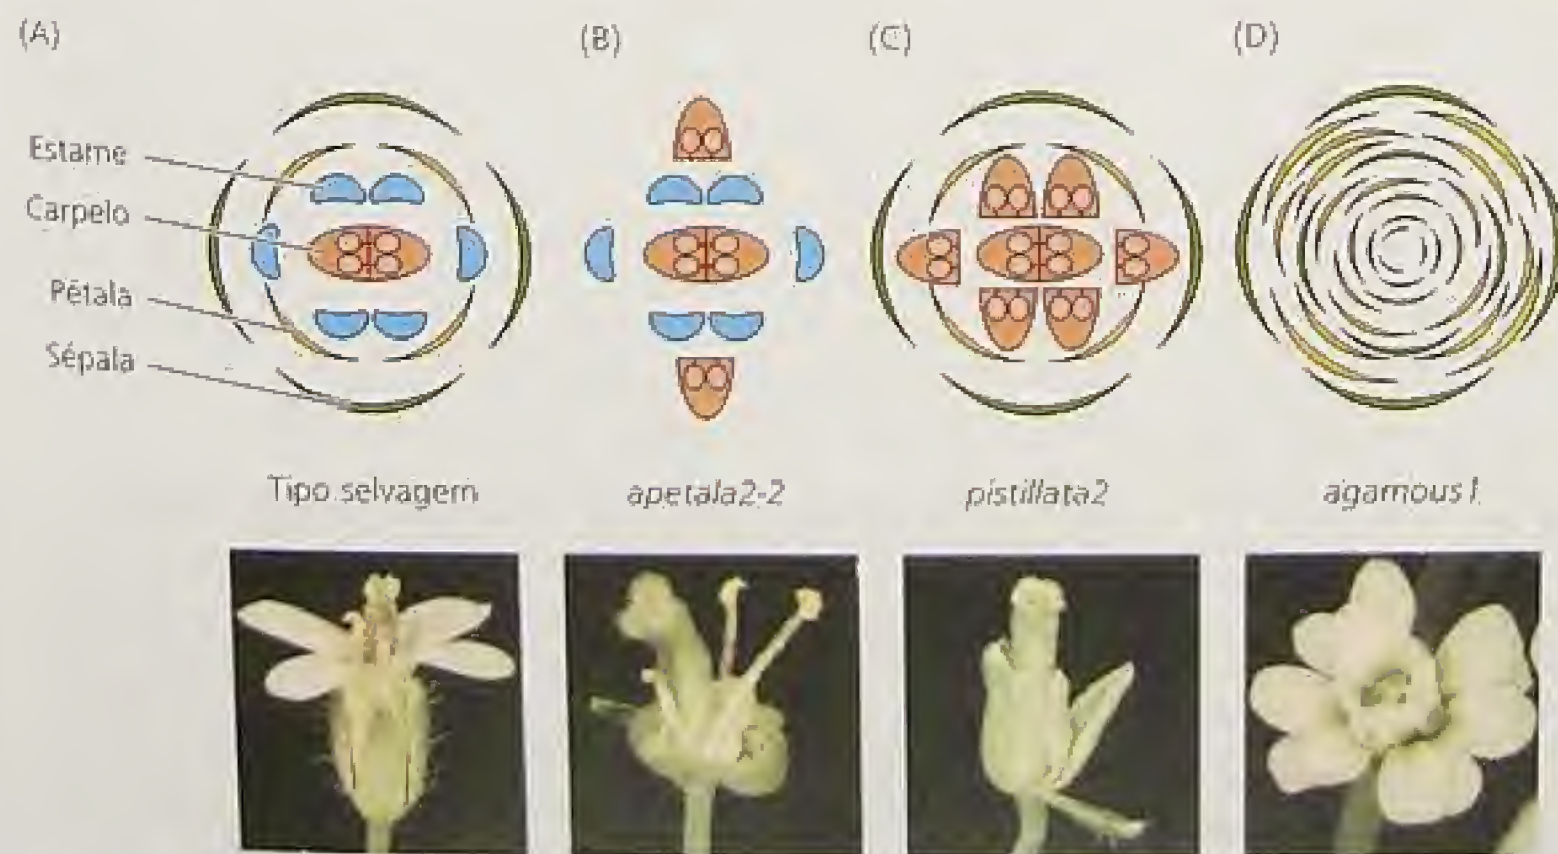 (A)
(B)
(C)
(D)
Estame
Carpelo
Pétala
Sépala
Tipo selvagem
apetala2-2
pistillata2
agamous1